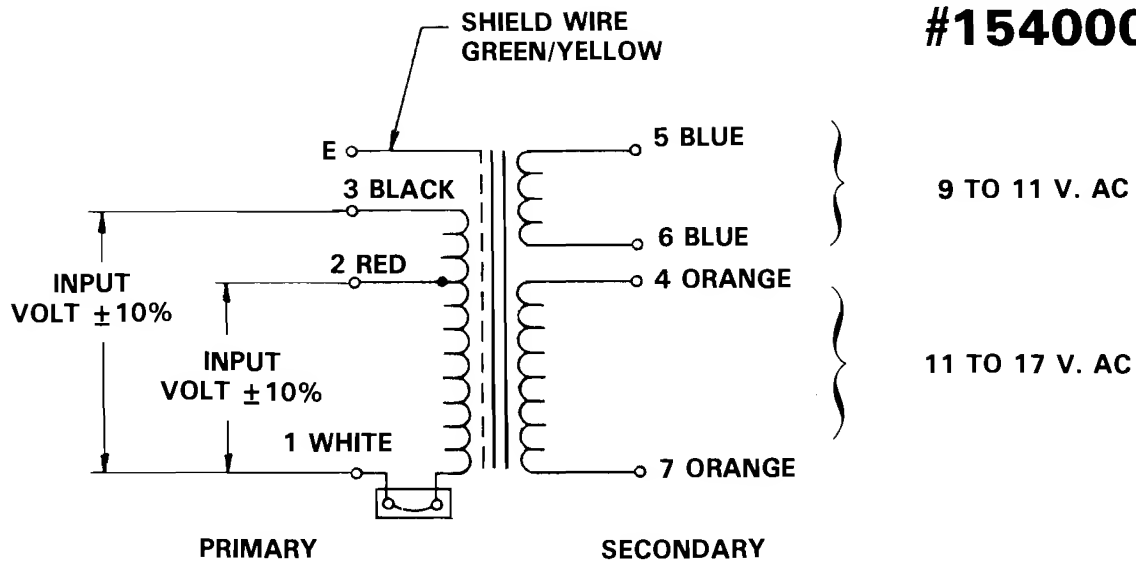 #154000
SHIELD WIRE
GREEN/YELLOW
E
5 BLUE
3 BLACK
9 TO 11 V. AC
6 BLUE
2 RED
4 ORANGE
INPUT
VOLT ±10%
INPUT
VOLT ±10%
11 TO 17 V. AC
1 WHITE
7 ORANGE
PRIMARY
SECONDARY